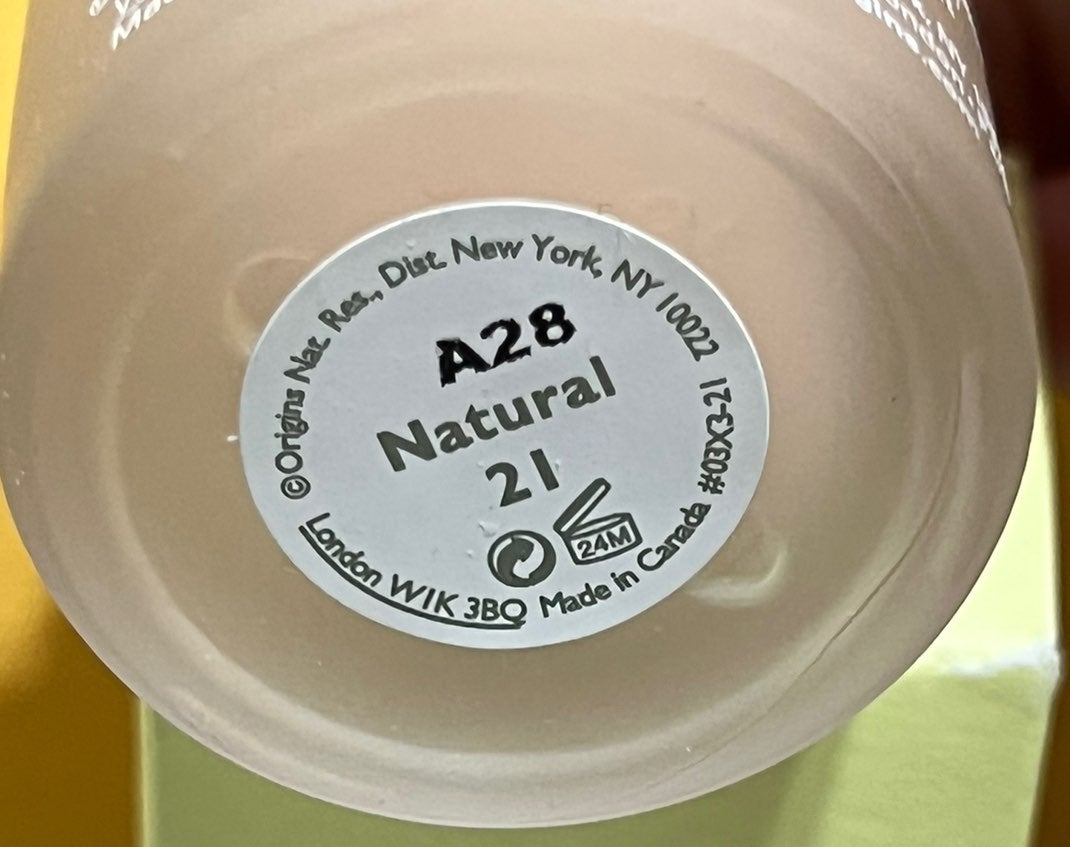 ©Origins Nat. Res., Dist. New York, NY 10022
A28
Natural
21
24M
London W1K 3BQ
Made in Canada #03X3-21